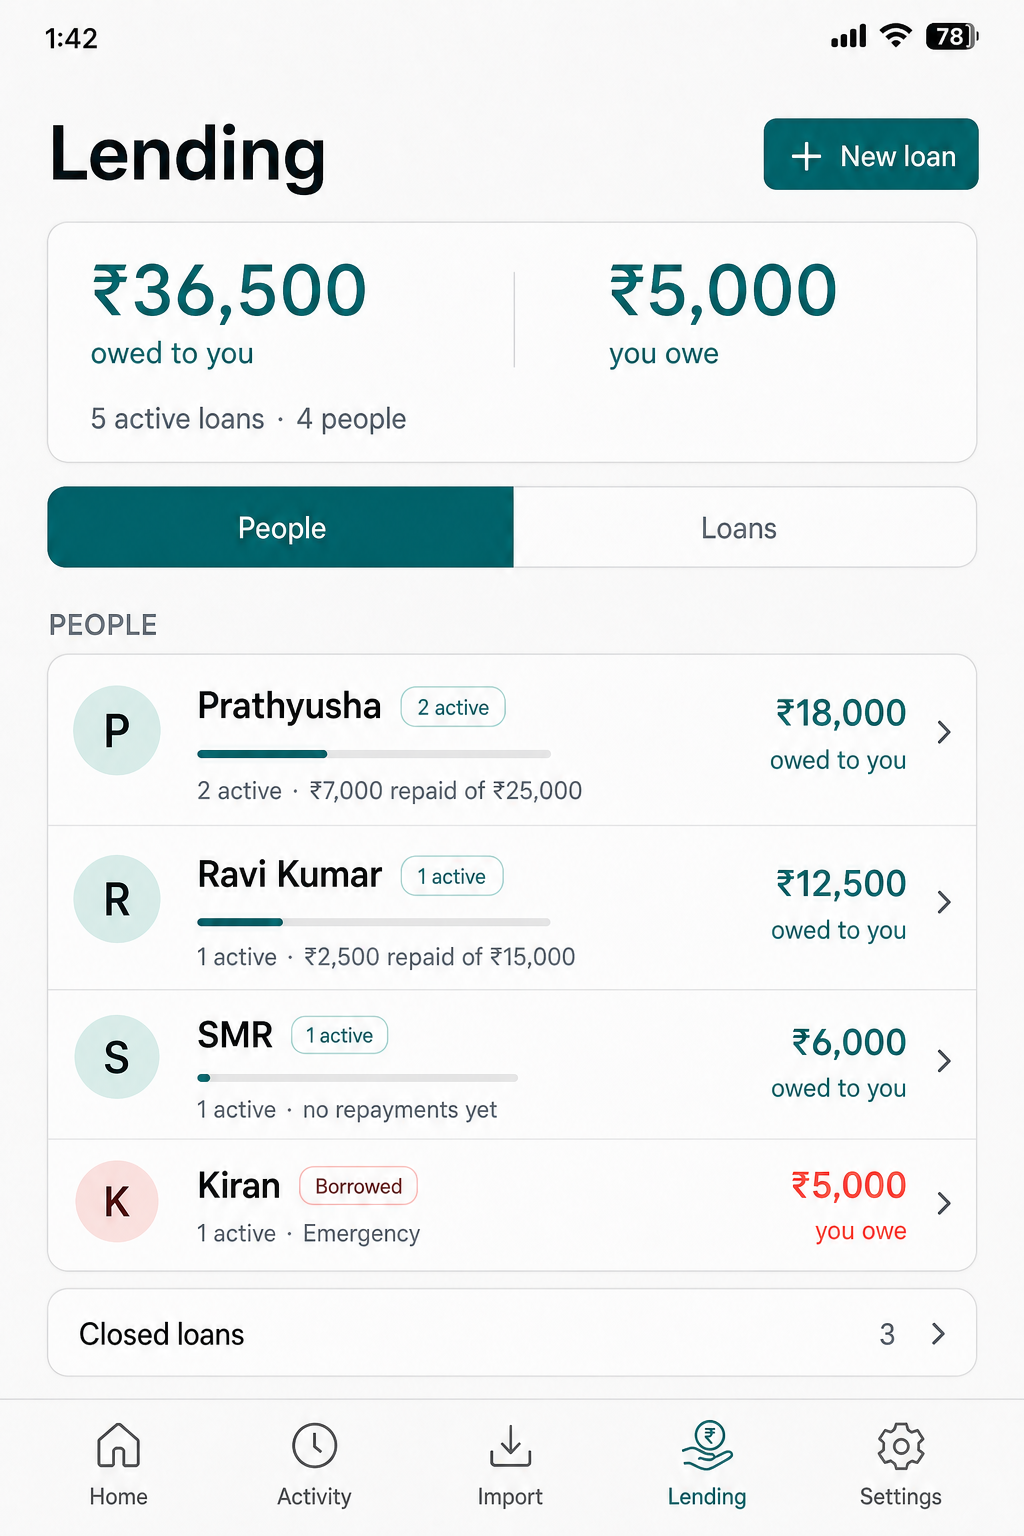 1:42
78
Lending
+ New loan
₹36,500
owed to you
₹5,000
you owe
5 active loans · 4 people
People
Loans
PEOPLE
P
Prathyusha
2 active
₹18,000
owed to you
2 active · ₹7,000 repaid of ₹25,000
R
Ravi Kumar
1 active
₹12,500
owed to you
1 active · ₹2,500 repaid of ₹15,000
S
SMR
1 active
₹6,000
owed to you
1 active · no repayments yet
K
Kiran
Borrowed
₹5,000
you owe
1 active · Emergency
Closed loans
3
₹
Home
Activity
Import
Lending
Settings